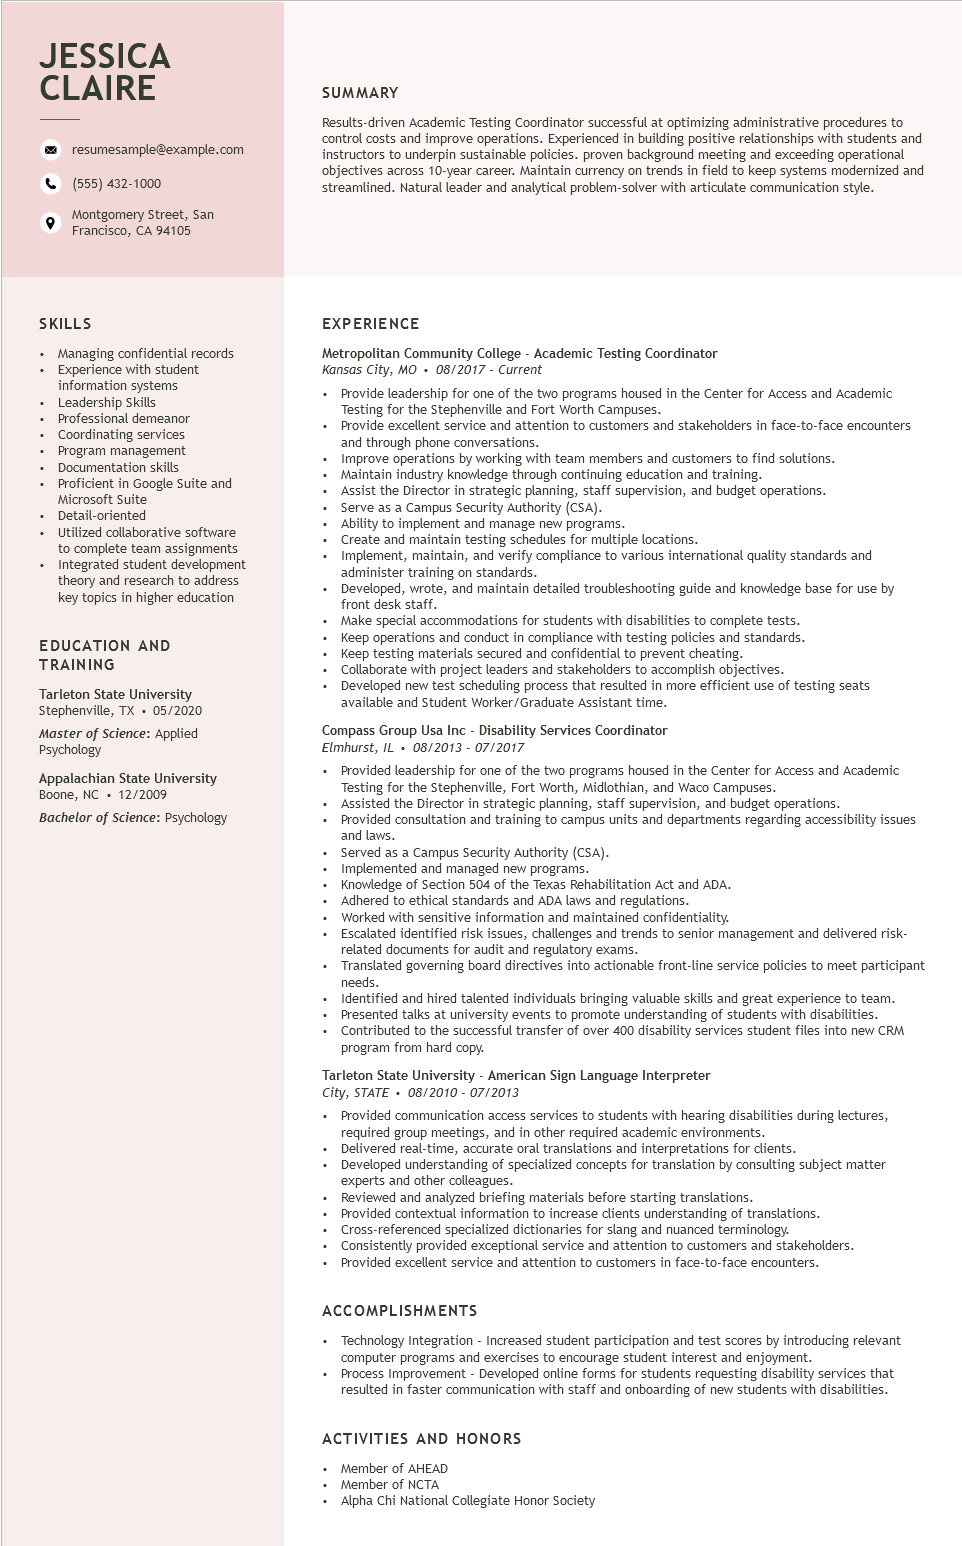 JESSICA
CLAIRE
resumesample@example.com
(555) 432-1000
Montgomery Street, San
Francisco, CA 94105
SUMMARY
Results-driven Academic Testing Coordinator successful at optimizing administrative procedures to
control costs and improve operations. Experienced in building positive relationships with students and
instructors to underpin sustainable policies. proven background meeting and exceeding operational
objectives across 10-year career. Maintain currency on trends in field to keep systems modernized and
streamlined. Natural leader and analytical problem-solver with articulate communication style.
SKILLS
• Managing confidential records
• Experience with student
information systems
• Leadership Skills
• Professional demeanor
• Coordinating services
• Program management
• Documentation skills
• Proficient in Google Suite and
Microsoft Suite
• Detail-oriented
• Utilized collaborative software
to complete team assignments
• Integrated student development
theory and research to address
key topics in higher education
EDUCATION AND
TRAINING
Tarleton State University
Stephenville, TX • 05/2020
Master of Science: Applied
Psychology
Appalachian State University
Boone, NC • 12/2009
Bachelor of Science: Psychology
EXPERIENCE
Metropolitan Community College - Academic Testing Coordinator
Kansas City, MO • 08/2017 - Current
• Provide leadership for one of the two programs housed in the Center for Access and Academic
Testing for the Stephenville and Fort Worth Campuses.
• Provide excellent service and attention to customers and stakeholders in face-to-face encounters
and through phone conversations.
• Improve operations by working with team members and customers to find solutions.
• Maintain industry knowledge through continuing education and training.
• Assist the Director in strategic planning, staff supervision, and budget operations.
• Serve as a Campus Security Authority (CSA).
• Ability to implement and manage new programs.
• Create and maintain testing schedules for multiple locations.
• Implement, maintain, and verify compliance to various international quality standards and
administer training on standards.
• Developed, wrote, and maintain detailed troubleshooting guide and knowledge base for use by
front desk staff.
• Make special accommodations for students with disabilities to complete tests.
• Keep operations and conduct in compliance with testing policies and standards.
• Keep testing materials secured and confidential to prevent cheating.
• Collaborate with project leaders and stakeholders to accomplish objectives.
• Developed new test scheduling process that resulted in more efficient use of testing seats
available and Student Worker/Graduate Assistant time.
Compass Group Usa Inc - Disability Services Coordinator
Elmhurst, IL • 08/2013 - 07/2017
• Provided leadership for one of the two programs housed in the Center for Access and Academic
Testing for the Stephenville, Fort Worth, Midlothian, and Waco Campuses.
• Assisted the Director in strategic planning, staff supervision, and budget operations.
• Provided consultation and training to campus units and departments regarding accessibility issues
and laws.
• Served as a Campus Security Authority (CSA).
• Implemented and managed new programs.
• Knowledge of Section 504 of the Texas Rehabilitation Act and ADA.
• Adhered to ethical standards and ADA laws and regulations.
• Worked with sensitive information and maintained confidentiality.
• Escalated identified risk issues, challenges and trends to senior management and delivered risk-
related documents for audit and regulatory exams.
• Translated governing board directives into actionable front-line service policies to meet participant
needs.
• Identified and hired talented individuals bringing valuable skills and great experience to team.
• Presented talks at university events to promote understanding of students with disabilities.
• Contributed to the successful transfer of over 400 disability services student files into new CRM
program from hard copy.
Tarleton State University - American Sign Language Interpreter
City, STATE • 08/2010 - 07/2013
• Provided communication access services to students with hearing disabilities during lectures,
required group meetings, and in other required academic environments.
• Delivered real-time, accurate oral translations and interpretations for clients.
• Developed understanding of specialized concepts for translation by consulting subject matter
experts and other colleagues.
• Reviewed and analyzed briefing materials before starting translations.
• Provided contextual information to increase clients understanding of translations.
• Cross-referenced specialized dictionaries for slang and nuanced terminology.
• Consistently provided exceptional service and attention to customers and stakeholders.
• Provided excellent service and attention to customers in face-to-face encounters.
ACCOMPLISHMENTS
• Technology Integration - Increased student participation and test scores by introducing relevant
computer programs and exercises to encourage student interest and enjoyment.
• Process Improvement - Developed online forms for students requesting disability services that
resulted in faster communication with staff and onboarding of new students with disabilities.
ACTIVITIES AND HONORS
• Member of AHEAD
• Member of NCTA
• Alpha Chi National Collegiate Honor Society